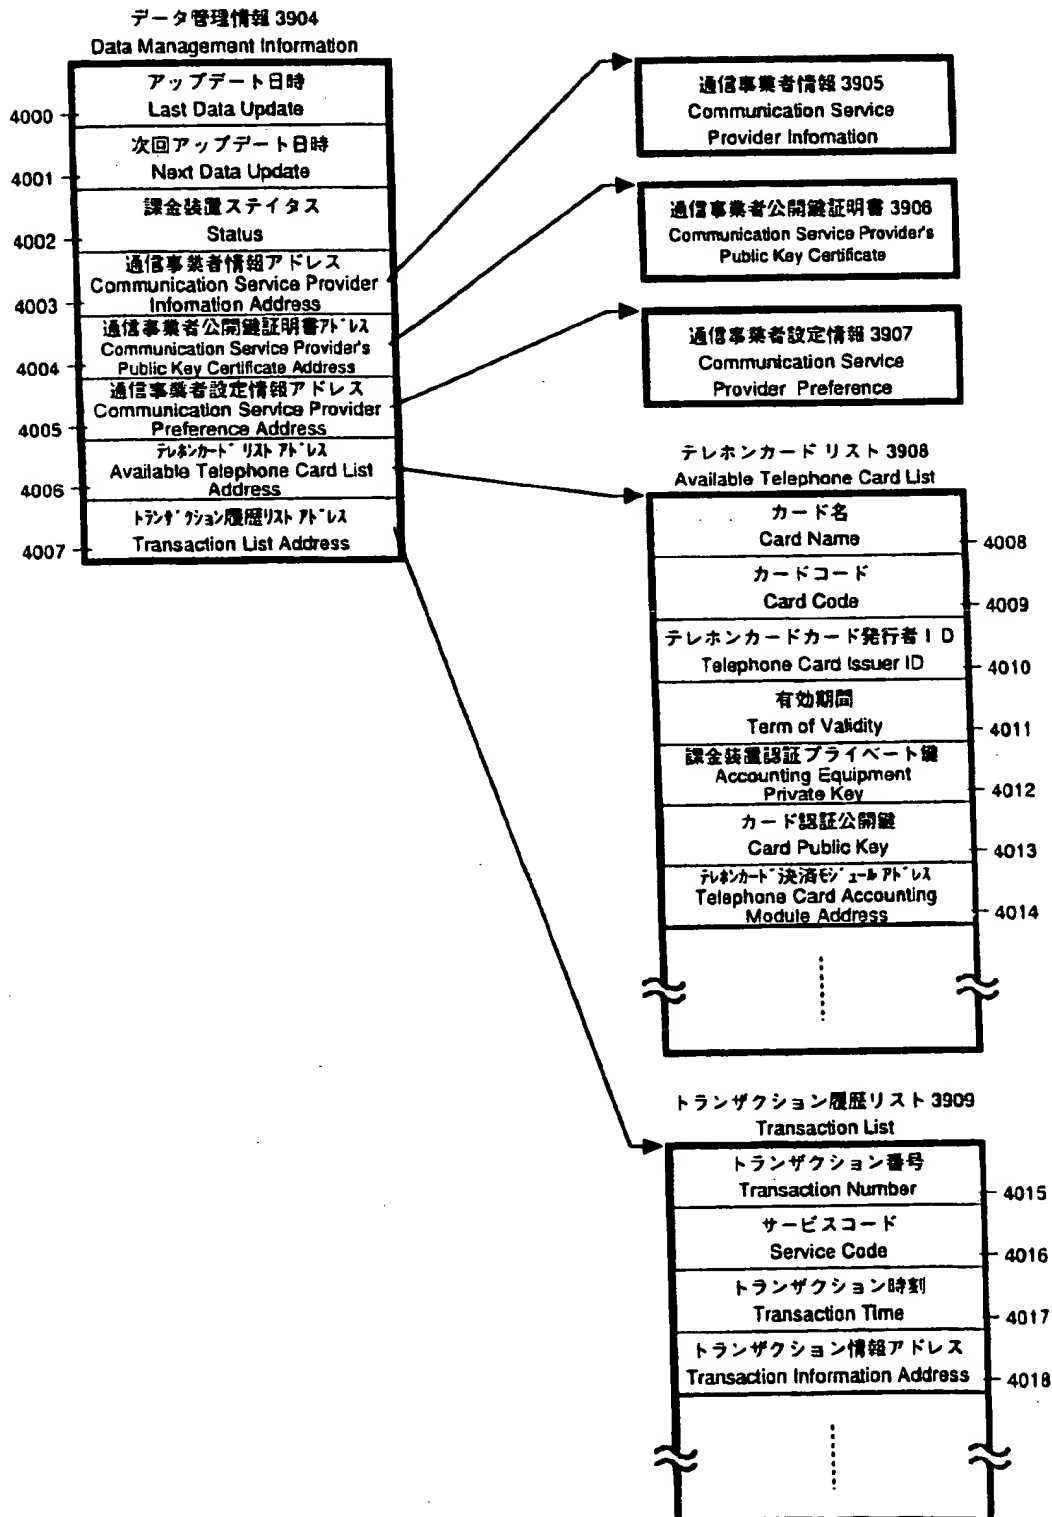 データ管理情報 3904
Data Management Information
アップデート日時
Last Data Update
4000
次回アップデート日時
Next Data Update
4001
課金装置ステイタス
Status
4002
通信事業者情報アドレス
Communication Service Provider
Infomation Address
4003
通信事業者公開鍵証明書アドレス
Communication Service Provider's
Public Key Certificate Address
4004
通信事業者設定情報アドレス
Communication Service Provider
Preference Address
4005
テレホンカード リスト アドレス
Available Telephone Card List
Address
4006
トランザクション履歴リスト アドレス
Transaction List Address
4007
通信事業者情報 3905
Communication Service
Provider Infomation
通信事業者公開鍵証明書 3906
Communication Service Provider's
Public Key Certificate
通信事業者設定情報 3907
Communication Service
Provider Preference
テレホンカード リスト 3908
Available Telephone Card List
カード名
Card Name
4008
カードコード
Card Code
4009
テレホンカードカード発行者ID
Telephone Card Issuer ID
4010
有効期間
Term of Validity
4011
課金装置認証プライベート鍵
Accounting Equipment
Private Key
4012
カード認証公開鍵
Card Public Key
4013
テレホンカード決済モジュール アドレス
Telephone Card Accounting
Module Address
4014
トランザクション履歴リスト 3909
Transaction List
トランザクション番号
Transaction Number
4015
サービスコード
Service Code
4016
トランザクション時刻
Transaction Time
4017
トランザクション情報アドレス
Transaction Information Address
4018